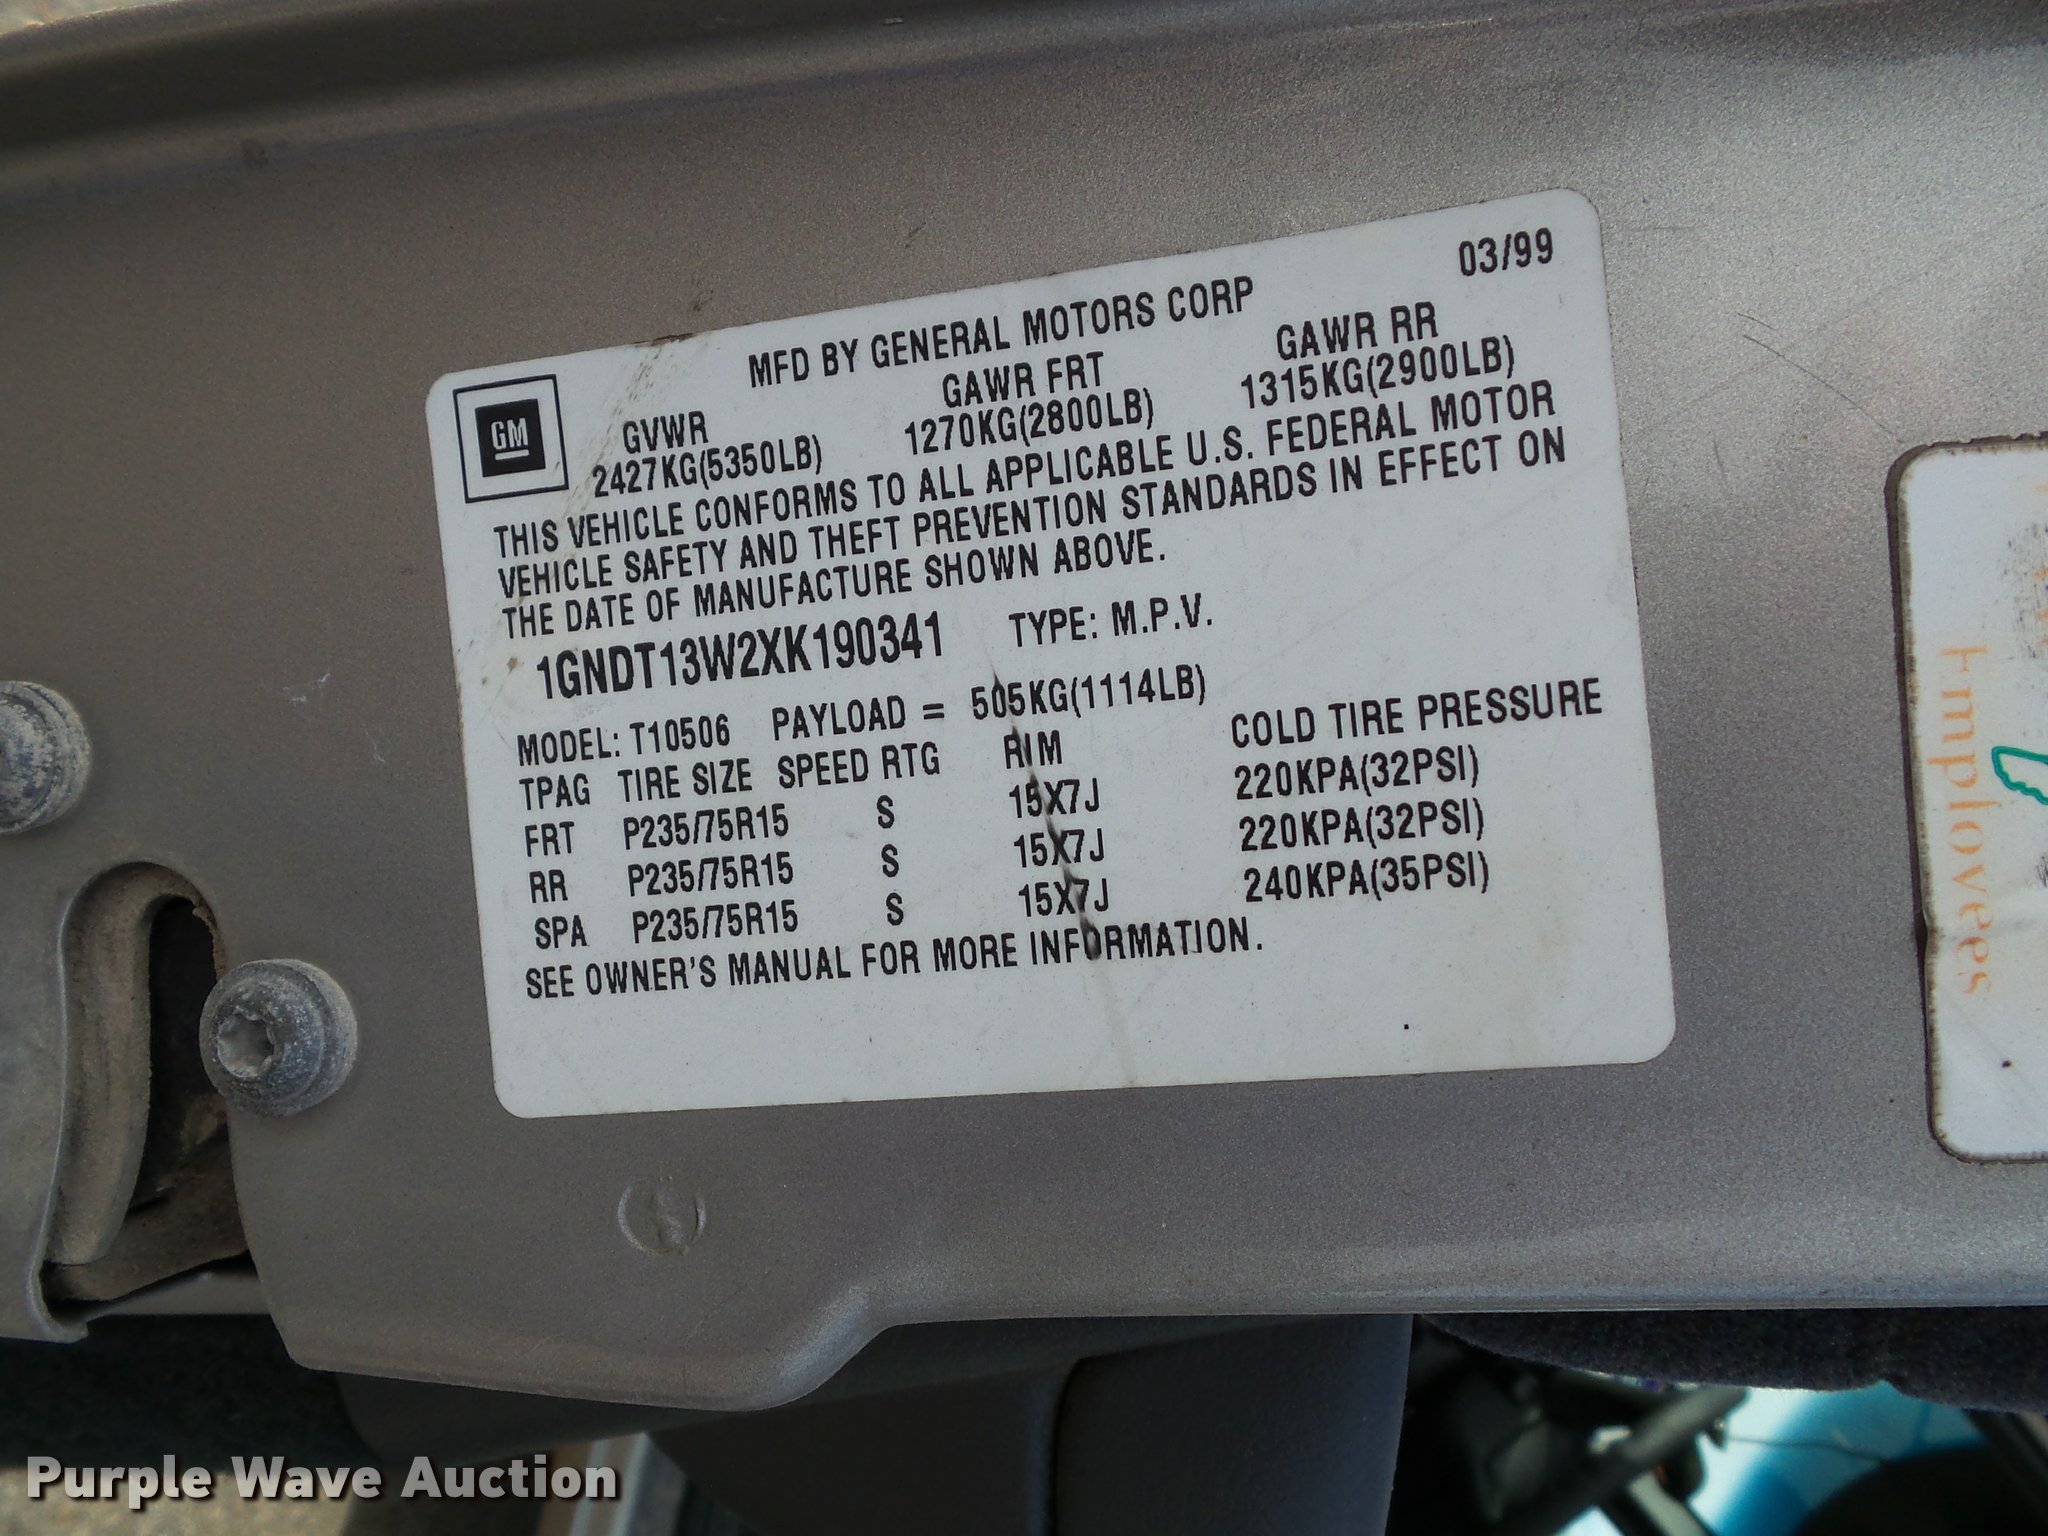 03/99
MFD BY GENERAL MOTORS CORP
GM
GVWR GAWR FRT GAWR RR
2427KG(5350LB) 1270KG(2800LB) 1315KG(2900LB)
THIS VEHICLE CONFORMS TO ALL APPLICABLE U.S. FEDERAL MOTOR
VEHICLE SAFETY AND THEFT PREVENTION STANDARDS IN EFFECT ON
THE DATE OF MANUFACTURE SHOWN ABOVE.
1GNDT13W2XK190341 TYPE: M.P.V.
MODEL: T10506 PAYLOAD = 505KG(1114LB)
TPAG TIRE SIZE SPEED RTG RIM COLD TIRE PRESSURE
FRT P235/75R15 S 15X7J 220KPA(32PSI)
RR P235/75R15 S 15X7J 220KPA(32PSI)
SPA P235/75R15 S 15X7J 240KPA(35PSI)
SEE OWNER'S MANUAL FOR MORE INFORMATION.
Employees
Purple Wave Auction